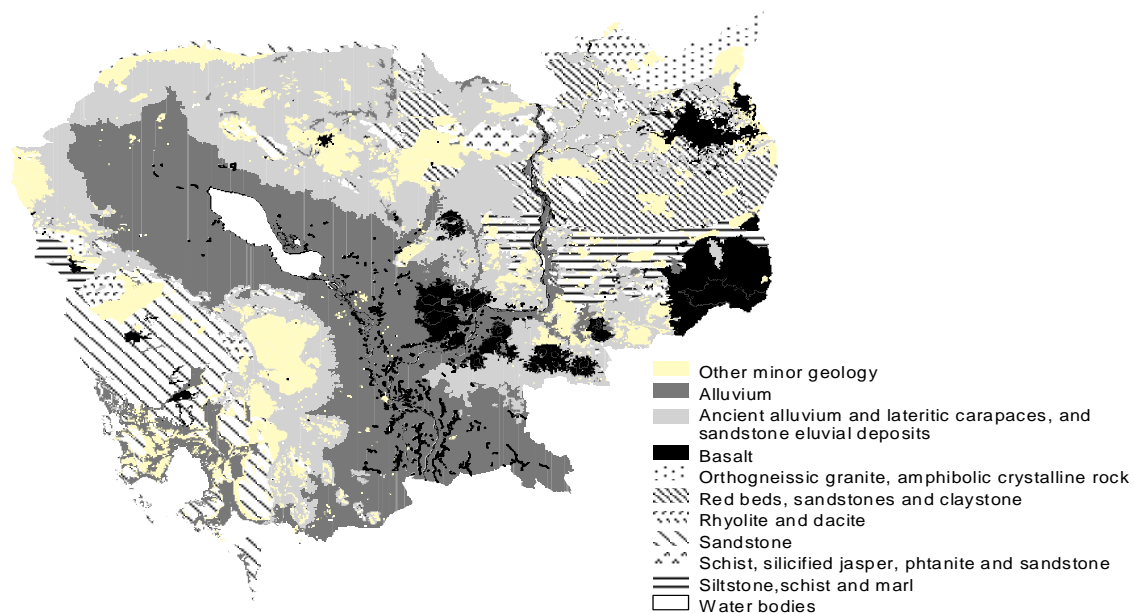 Other minor geology
Alluvium
Ancient alluvium and lateritic carapaces, and
sandstone eluvial deposits
Basalt
Orthogneissic granite, amphibolic crystalline rock
Red beds, sandstones and claystone
Rhyolite and dacite
Sandstone
Schist, silicified jasper, phtanite and sandstone
Siltstone,schist and marl
Water bodies